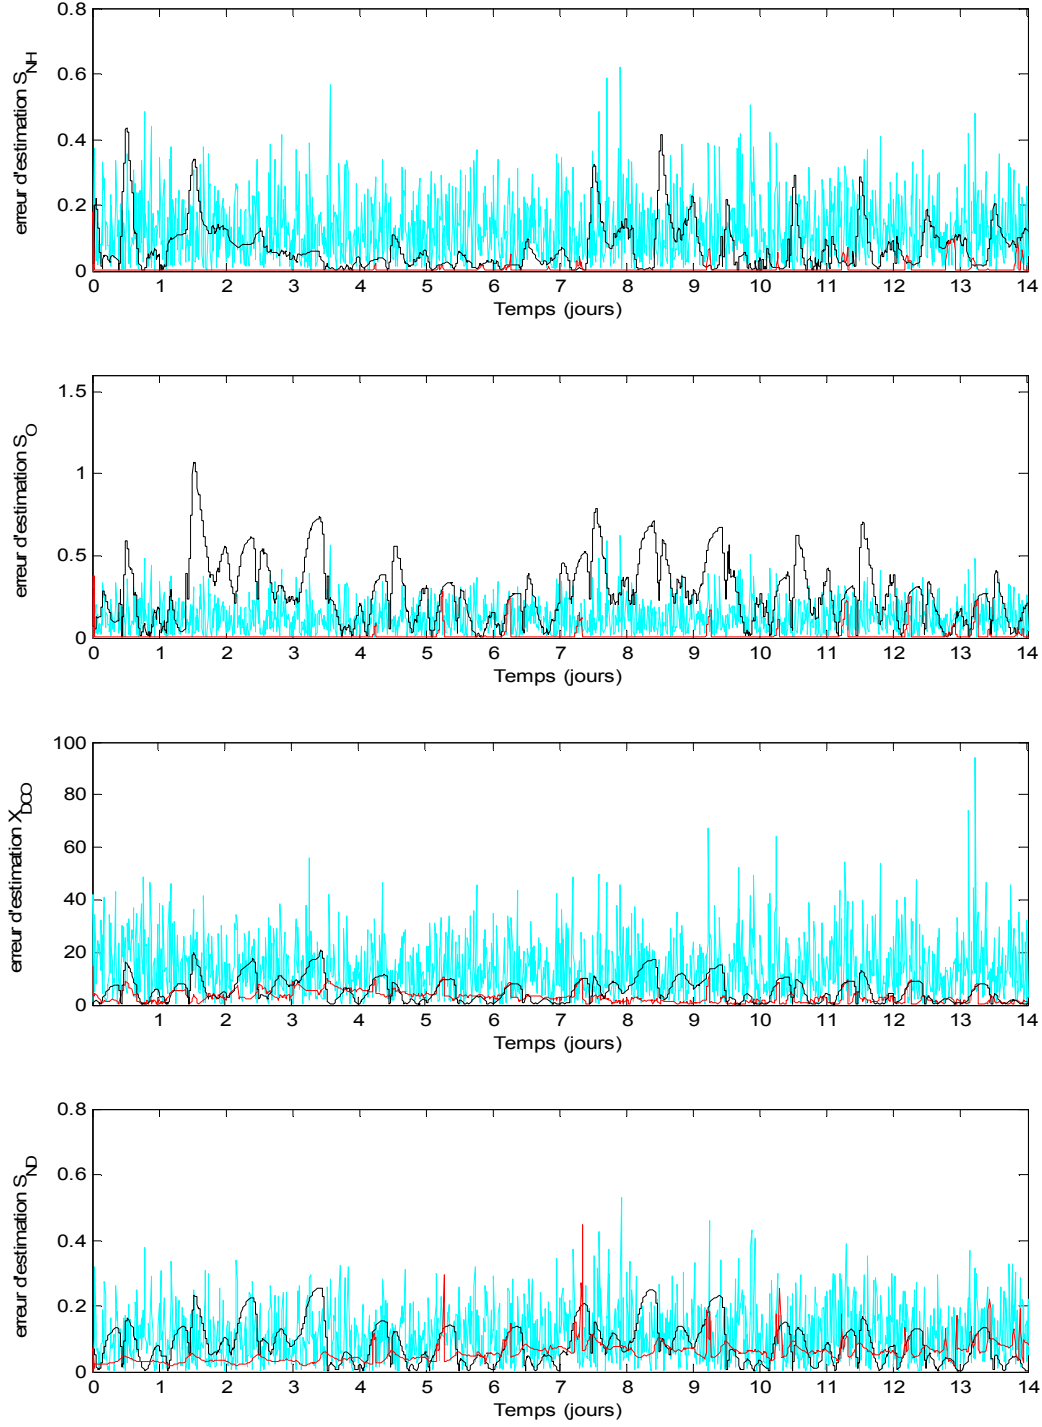 0.8
0.6
0.4
0.2
0
erreur d'estimation S_NH
0 1 2 3 4 5 6 7 8 9 10 11 12 13 14
Temps (jours)
1.5
1
0.5
0
erreur d'estimation S_O
0 1 2 3 4 5 6 7 8 9 10 11 12 13 14
Temps (jours)
100
80
60
40
20
0
erreur d'estimation X_DCO
0 1 2 3 4 5 6 7 8 9 10 11 12 13 14
Temps (jours)
0.8
0.6
0.4
0.2
0
erreur d'estimation S_ND
0 1 2 3 4 5 6 7 8 9 10 11 12 13 14
Temps (jours)